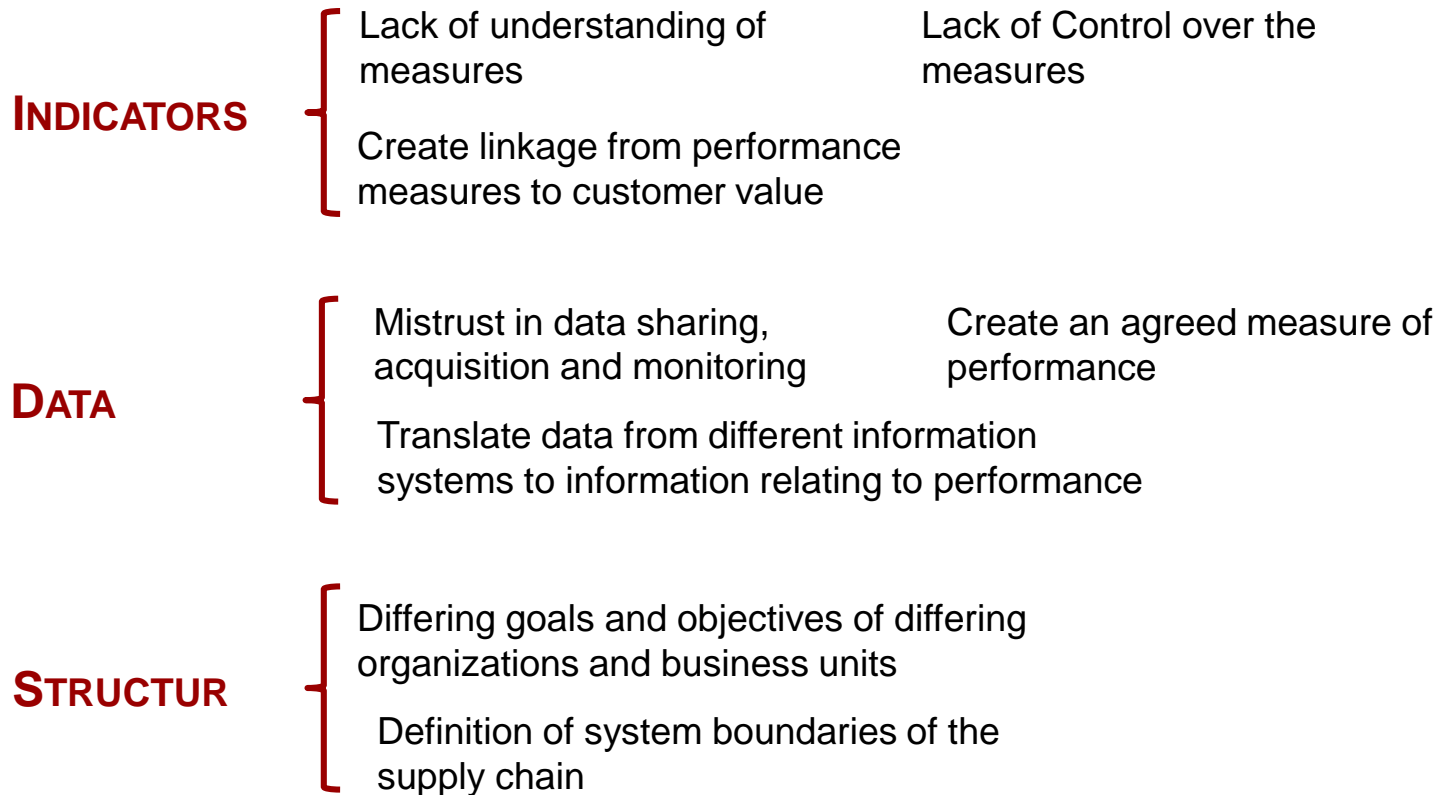 INDICATORS
Lack of understanding of
measures
Lack of Control over the
measures
Create linkage from performance
measures to customer value
DATA
Mistrust in data sharing,
acquisition and monitoring
Create an agreed measure of
performance
Translate data from different information
systems to information relating to performance
STRUCTUR
Differing goals and objectives of differing
organizations and business units
Definition of system boundaries of the
supply chain